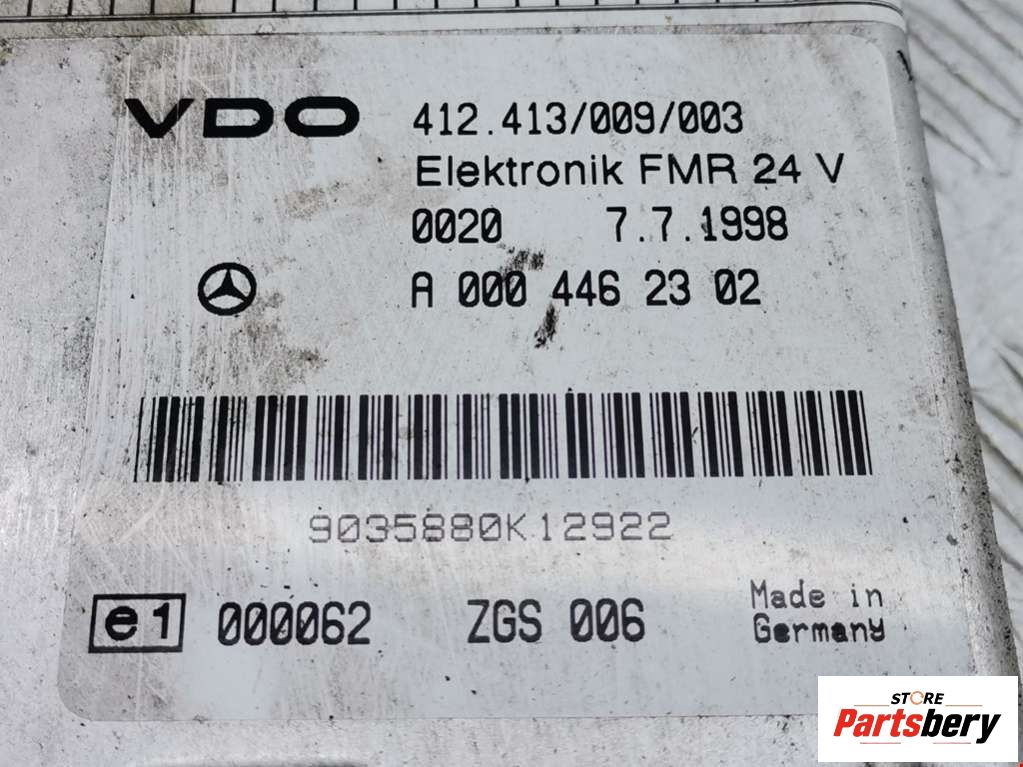 VDO 412.413/009/003
Elektronik FMR 24 V
0020 7.7.1998
A 000 446 23 02
9035880K12922
e1 000062 ZGS 006 Made in
Germany
STORE
Partsbery